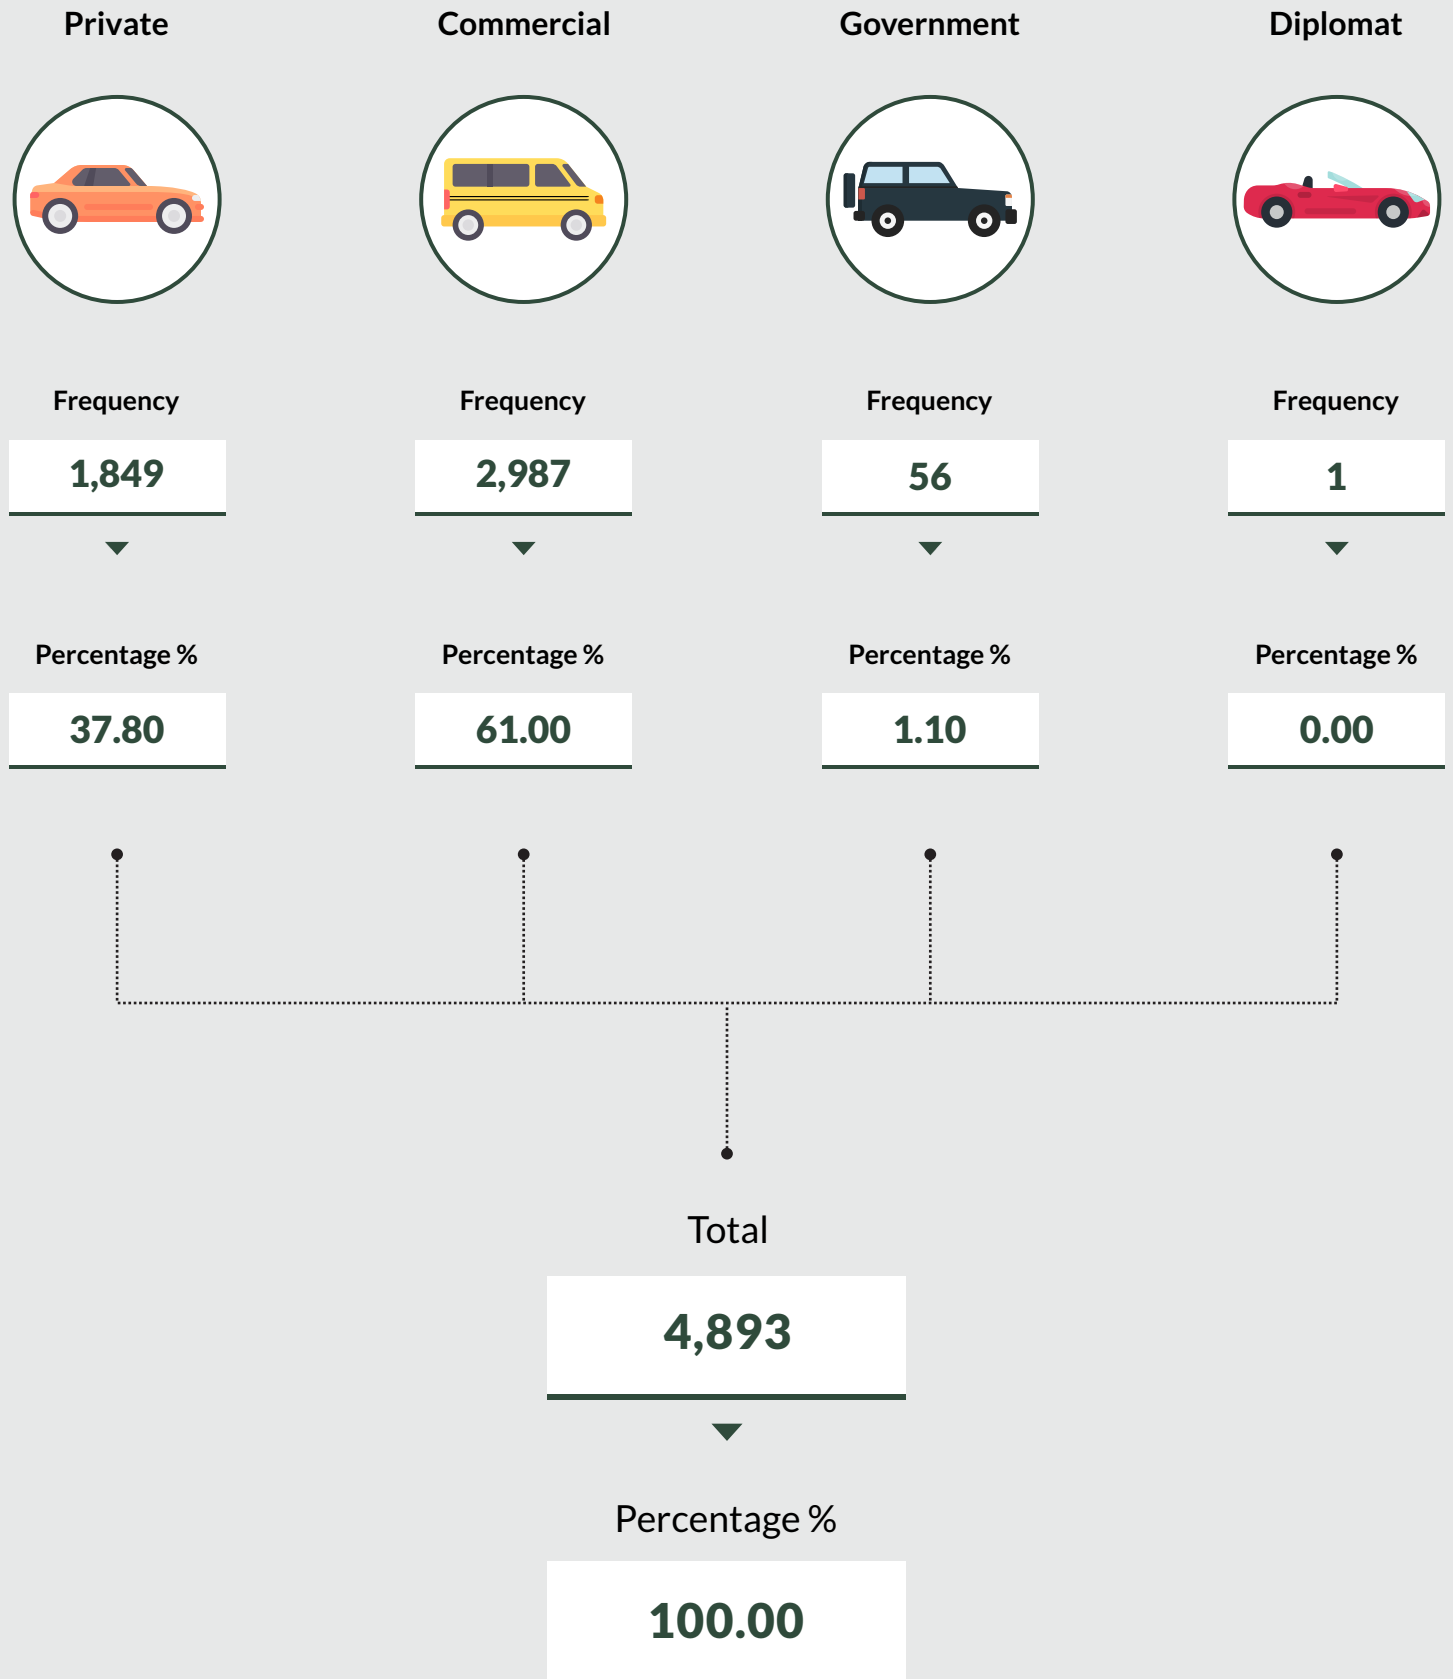 Private Commercial Government Diplomat
Frequency Frequency Frequency Frequency
1,849 2,987 56 1
Percentage % Percentage % Percentage % Percentage %
37.80 61.00 1.10 0.00
Total
4,893
Percentage %
100.00